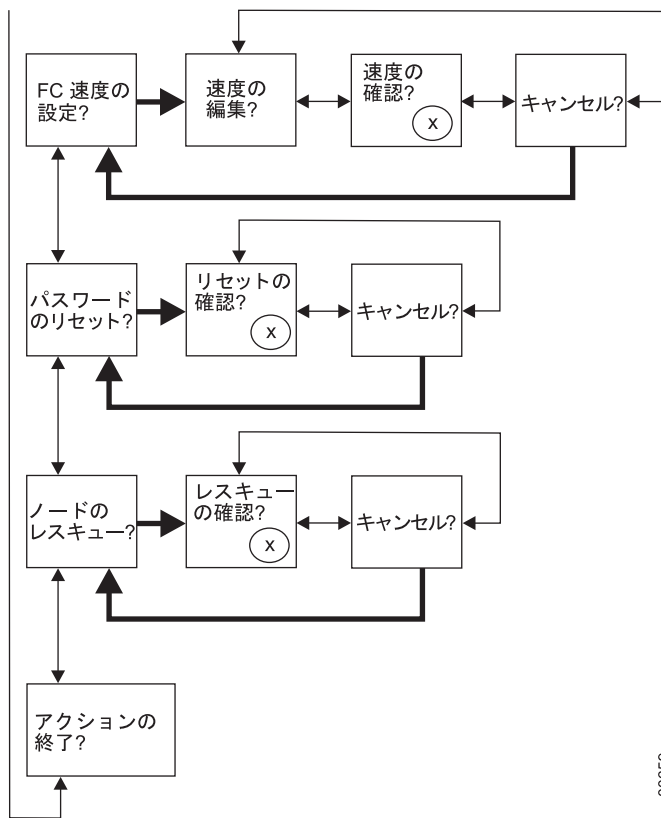 FC 速度の
設定?
速度の
編集?
速度の
確認?
x
キャンセル?
パスワード
のリセット?
リセットの
確認?
x
キャンセル?
ノードの
レスキュー?
レスキュー
の確認?
x
キャンセル?
アクションの
終了?